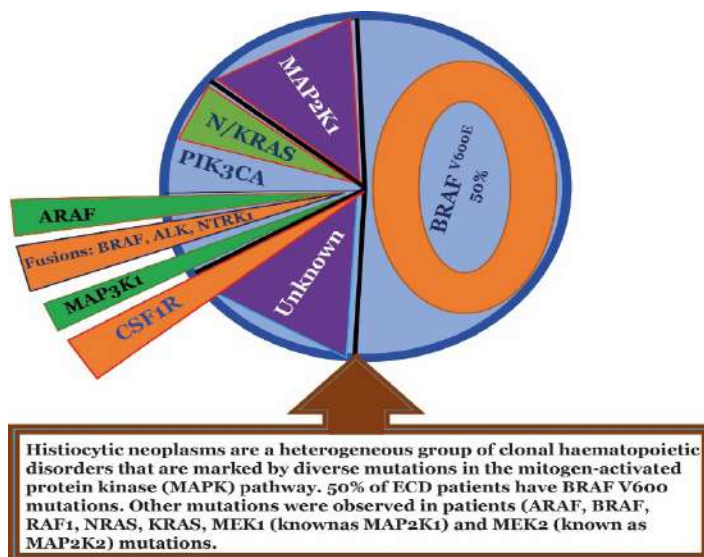 MAP2K1
N/KRAS
PIK3CA
ARAF
Fusions: BRAF, ALK, NTRK1
MAP3K1
CSF1R
Unknown
BRAF V600E
50%
Histiocytic neoplasms are a heterogeneous group of clonal haematopoietic
disorders that are marked by diverse mutations in the mitogen-activated
protein kinase (MAPK) pathway. 50% of ECD patients have BRAF V600
mutations. Other mutations were observed in patients (ARAF, BRAF,
RAF1, NRAS, KRAS, MEK1 (knownas MAP2K1) and MEK2 (known as
MAP2K2) mutations.